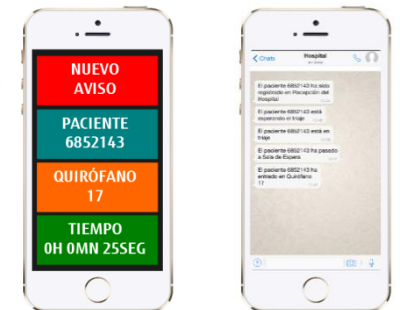 NUEVO
AVISO
PACIENTE
6852143
QUIRÓFANO
17
TIEMPO
0H 0MN 25SEG
Chats
Hospital
El paciente 6852143 ha sido
registrado en Recepción del
Hospital
El paciente 6852143 está
esperando el triaje
El paciente 6852143 está en
triaje
El paciente 6852143 ha pasado
a Sala de Espera
El paciente 6852143 ha
entrado en Quirófano
17